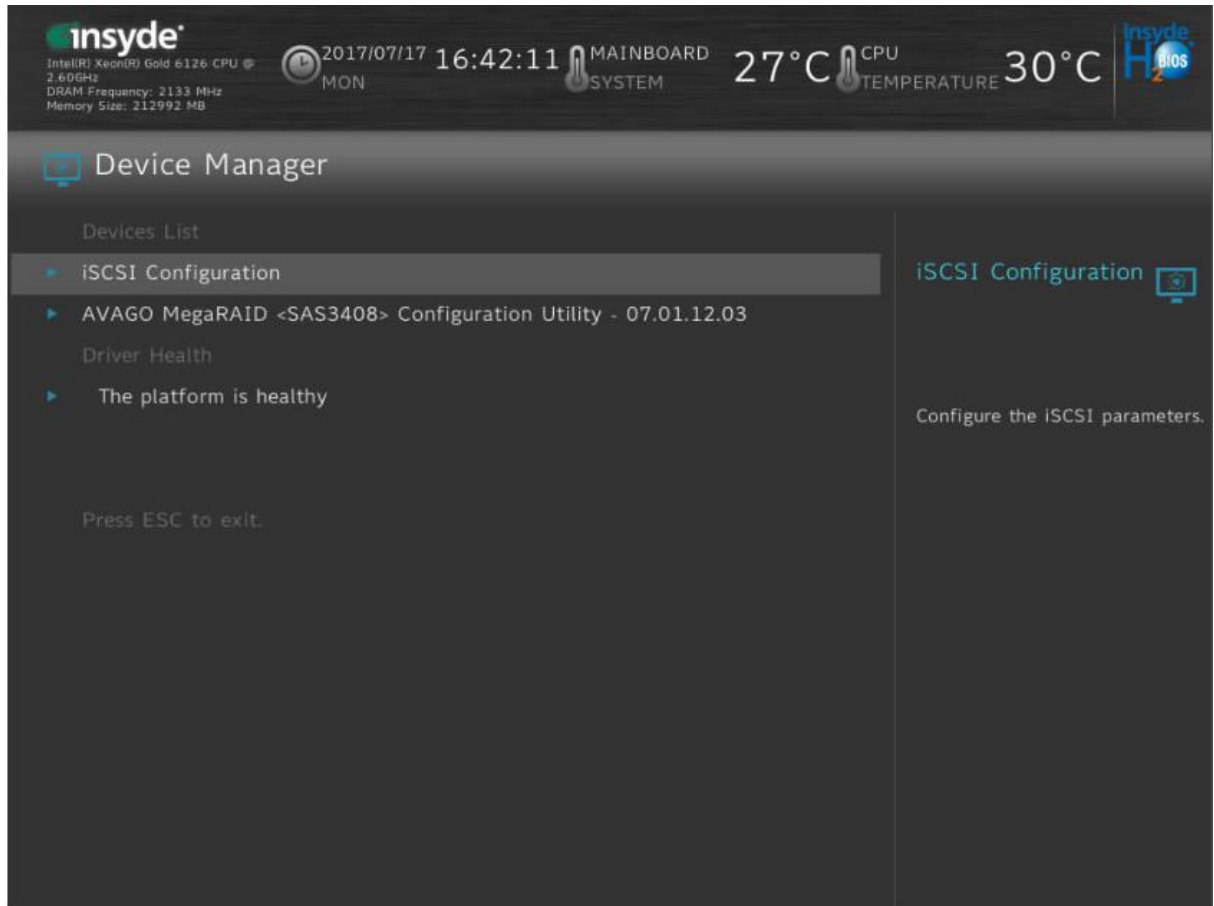 insyde
Intel(R) Xeon(R) Gold 6126 CPU @
2.60GHz
DRAM Frequency: 2133 MHz
Memory Size: 212992 MB
2017/07/17
MON
16:42:11
MAINBOARD
SYSTEM
27°C
CPU
TEMPERATURE
30°C
insyde
H2BIOS
Device Manager
Devices List
iSCSI Configuration
AVAGO MegaRAID <SAS3408> Configuration Utility - 07.01.12.03
Driver Health
The platform is healthy
Press ESC to exit.
iSCSI Configuration
Configure the iSCSI parameters.